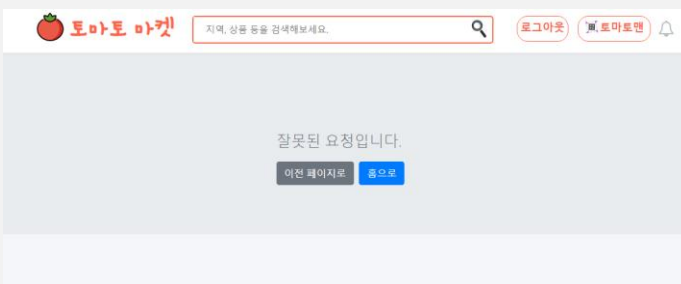 토마토 마켓
지역, 상품 등을 검색해보세요.
로그아웃
토마토맨
잘못된 요청입니다.
이전 페이지로
홈으로